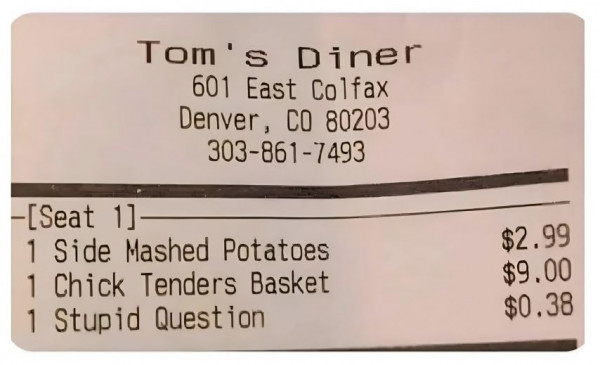 Tom's Diner
601 East Colfax
Denver, CO 80203
303-861-7493
[Seat 1]
1 Side Mashed Potatoes $2.99
1 Chick Tenders Basket $9.00
1 Stupid Question $0.38